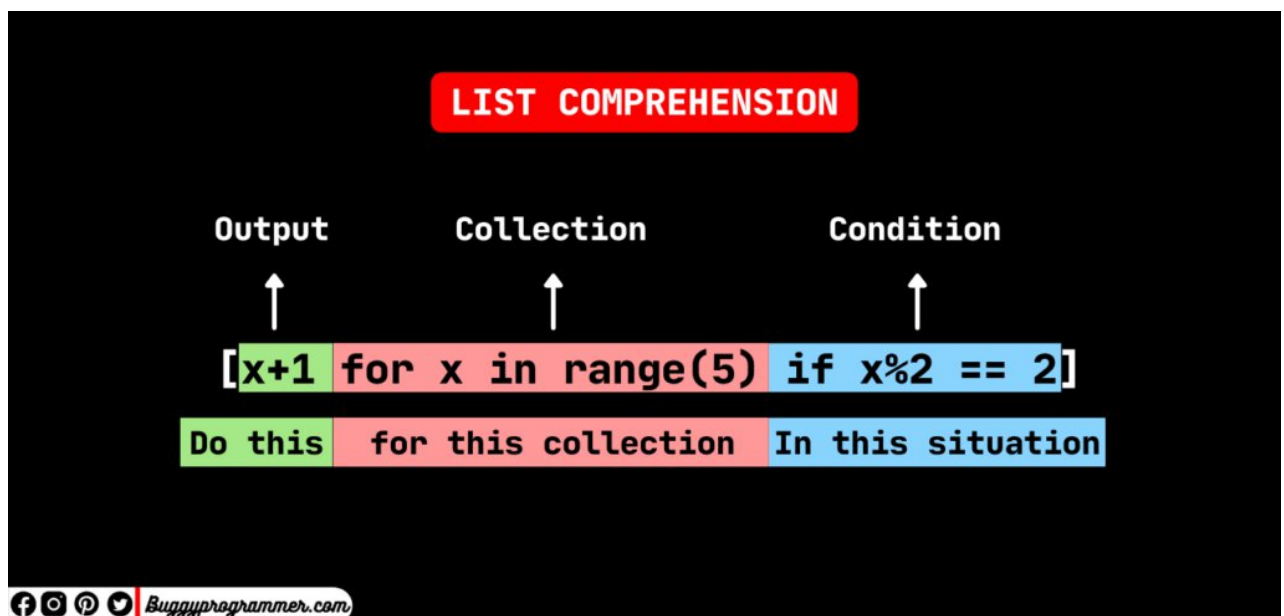 LIST COMPREHENSION
Output Collection Condition
[x+1 for x in range(5) if x%2 == 2]
Do this for this collection In this situation
Buggyprogrammer.com